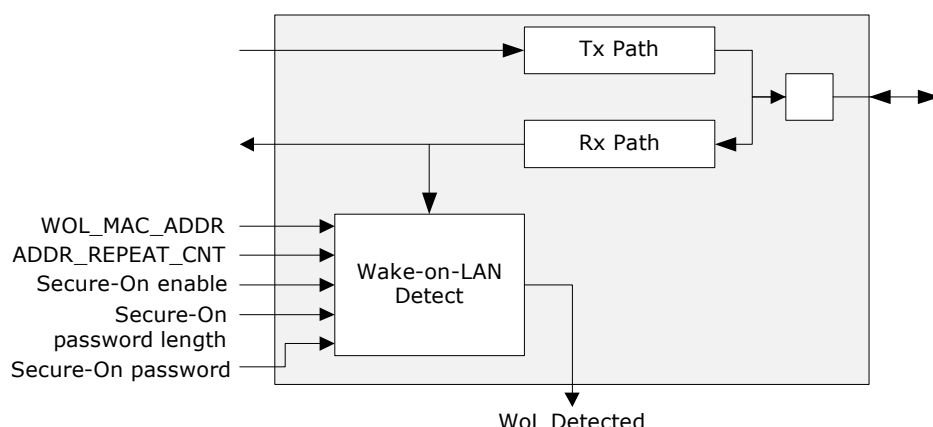 Tx Path
Rx Path
WOL_MAC_ADDR
ADDR_REPEAT_CNT
Secure-On enable
Secure-On
password length
Secure-On password
Wake-on-LAN
Detect
WoL Detected